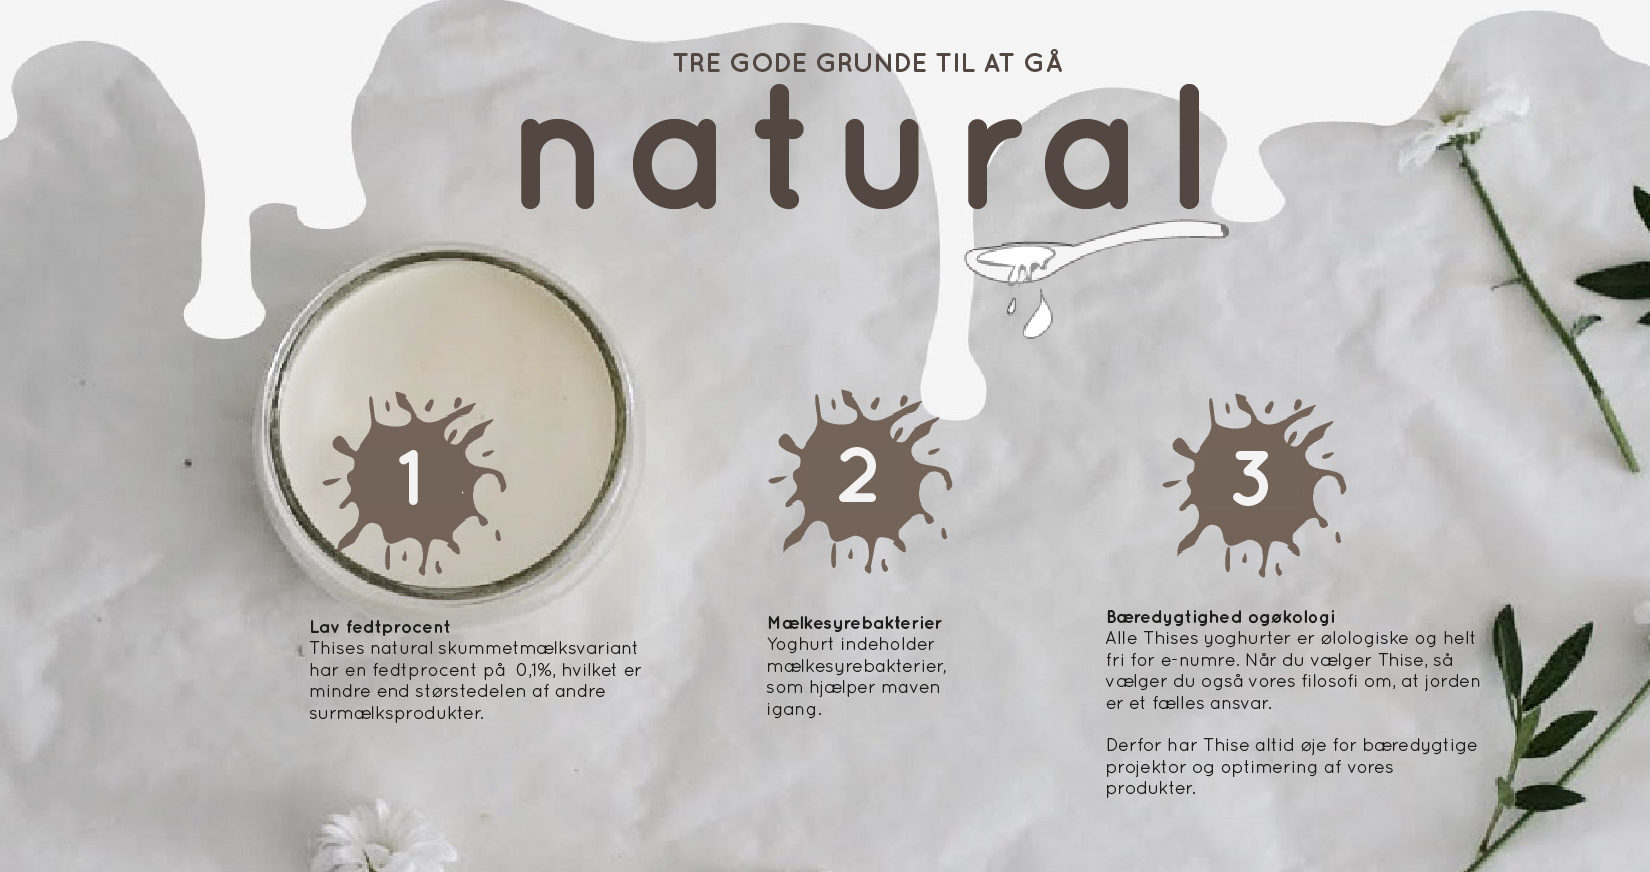 TRE GODE GRUNDE TIL AT GÅ
natural
1
2
3
Lav fedtprocent
Thises natural skummetmælksvariant
har en fedtprocent på 0,1%, hvilket er
mindre end størstedelen af andre
surmælksprodukter.
Mælkesyrebakterier
Yoghurt indeholder
mælkesyrebakterier,
som hjælper maven
igang.
Bæredygtighed ogøkologi
Alle Thises yoghurter er øløologiske og helt
fri for e-numre. Når du vælger Thise, så
vælger du også vores filosofi om, at jorden
er et fælles ansvar.
Derfor har Thise altid øje for bæredygtige
projektor og optimering af vores
produkter.